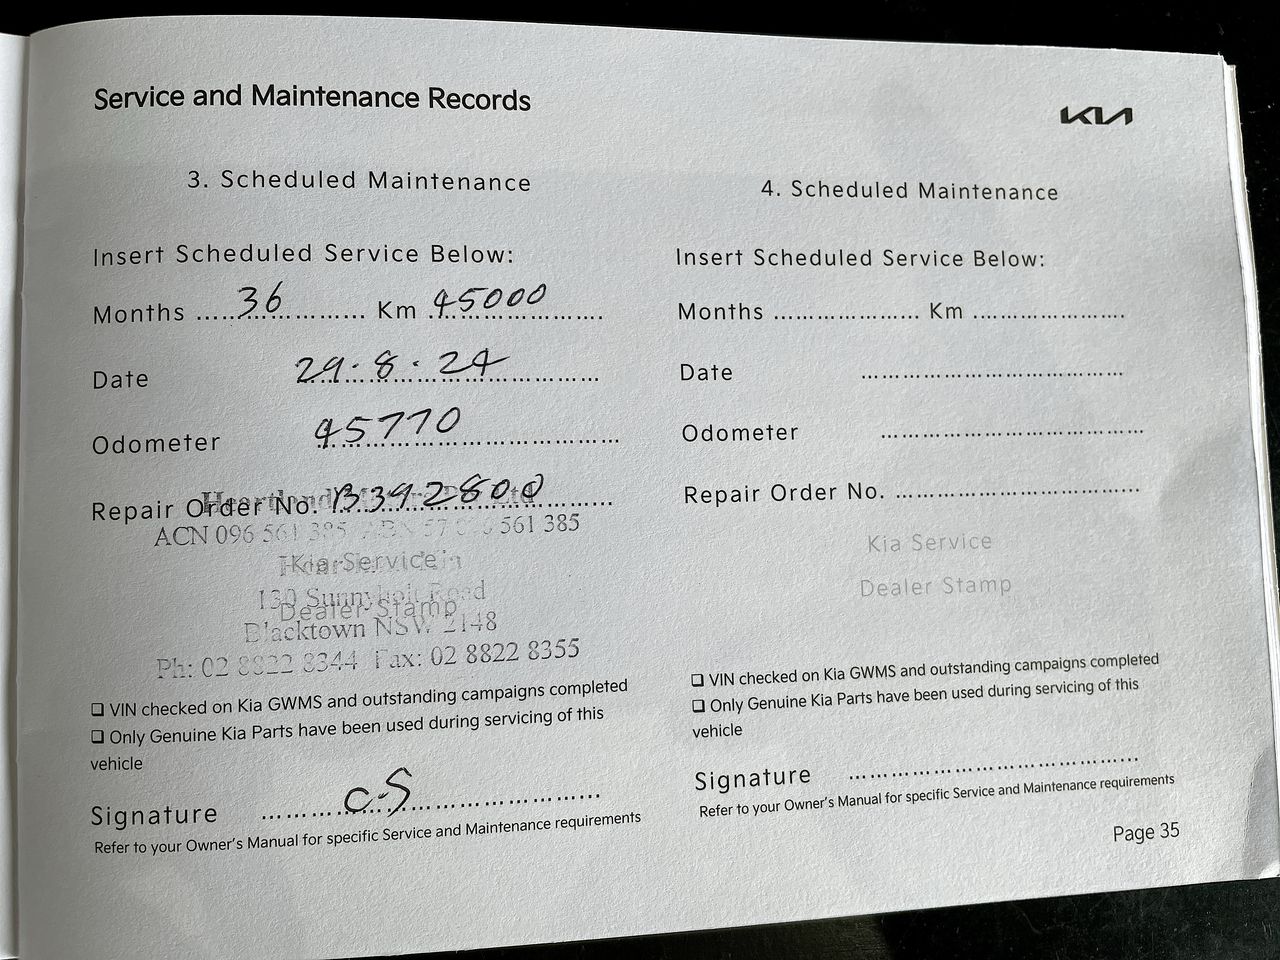 Service and Maintenance Records
KIA
3. Scheduled Maintenance
Insert Scheduled Service Below:
Months ..... 36 ............... Km 45000
Date 29.8.24
Odometer 45770
Repair Order No. B392800
Heartland Ltd
ACN 096 561 385 ABN 57 561 385
Kia Service
130 Sunnyholt Road
Dealer Stamp
Blacktown NSW 2148
Ph: 02 8822 8344 Fax: 02 8822 8355
❑ VIN checked on Kia GWMS and outstanding campaigns completed
❑ Only Genuine Kia Parts have been used during servicing of this
vehicle
Signature C-S
Refer to your Owner's Manual for specific Service and Maintenance requirements
4. Scheduled Maintenance
Insert Scheduled Service Below:
Months ..................... Km ......................
Date ......................................
Odometer ......................................
Repair Order No. ...................................
Kia Service
Dealer Stamp
❑ VIN checked on Kia GWMS and outstanding campaigns completed
❑ Only Genuine Kia Parts have been used during servicing of this
vehicle
Signature ..........................................
Refer to your Owner's Manual for specific Service and Maintenance requirements
Page 35